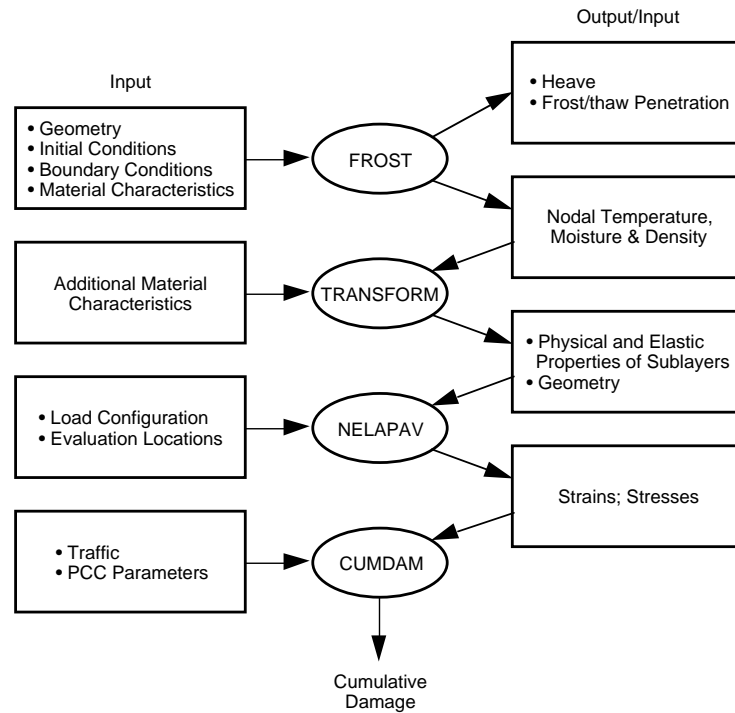 Output/Input
Input
• Heave
• Frost/thaw Penetration
• Geometry
• Initial Conditions
• Boundary Conditions
• Material Characteristics
FROST
Nodal Temperature,
Moisture & Density
Additional Material
Characteristics
TRANSFORM
• Physical and Elastic
Properties of Sublayers
• Geometry
• Load Configuration
• Evaluation Locations
NELAPAV
Strains; Stresses
• Traffic
• PCC Parameters
CUMDAM
Cumulative
Damage